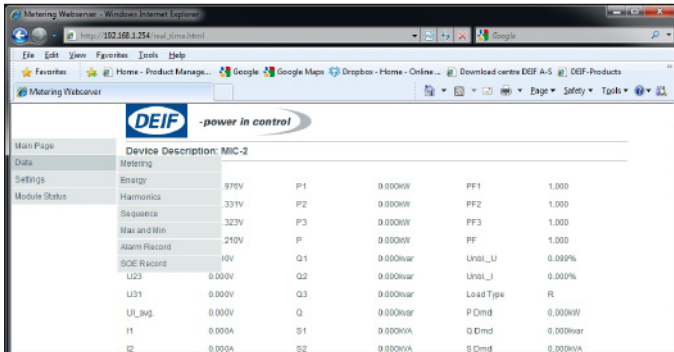 Metering Webserver - Windows Internet Explorer
http://192.168.1.254/real_time.html
Google
File Edit View Favorites Tools Help
Favorites Home - Product Manage... Google Google Maps Dropbox - Home - Online ... Download centre DEIF A-S DEIF-Products
Metering Webserver Page Safety Tools
DEIF -power in control
Main Page
Device Description: MIC-2
Data
Metering
Settings
Energy
.976V P1 0.000kW PF1 1.000
Module Status
Harmonics
.331V P2 0.000kW PF2 1.000
Sequence
.323V P3 0.000kW PF3 1.000
Max and Min
.210V P 0.000kW PF 1.000
Alarm Record
Q1 0.000kvar Unbl_U 0.099%
SOE Record
U23 0.000V Q2 0.000kvar Unbl_I 0.000%
U31 0.000V Q3 0.000kvar Load Type R
Ul_avg. 0.000V Q 0.000kvar P Dmd 0.000kW
I1 0.000A S1 0.000kVA Q Dmd 0.000kvar
I2 0.000A S2 0.000kVA S Dmd 0.000kVA